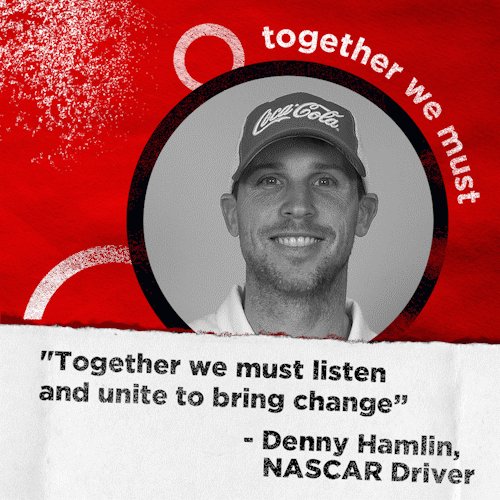 together we must
Coca-Cola
"Together we must listen
and unite to bring change”
- Denny Hamlin,
NASCAR Driver